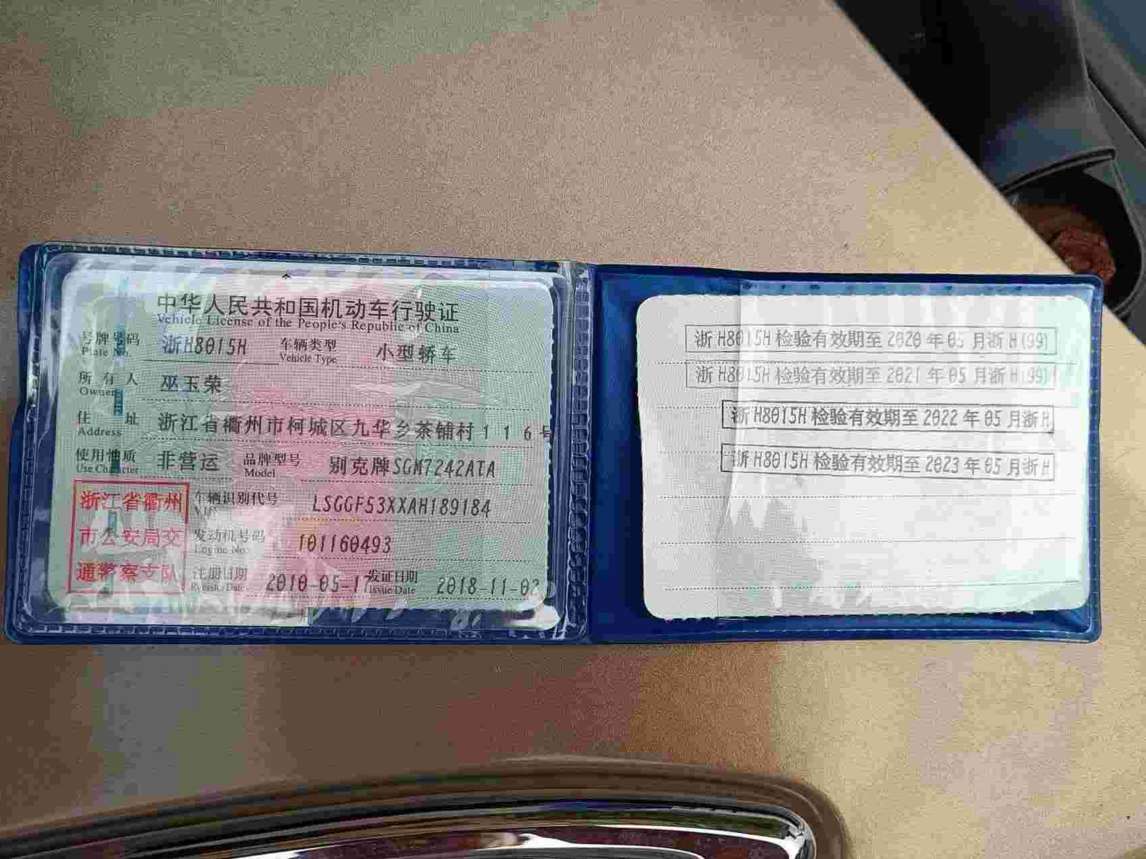 中华人民共和国机动车行驶证
Vehicle License of the People's Republic of China
号牌号码 浙H8015H 车辆类型 小型轿车
Plate No. Vehicle Type
所有人 巫玉荣
Owner
住址 浙江省衢州市柯城区九华乡茶铺村116号
Address
使用性质 非营运 品牌型号 别克牌SGM7242ATA
Use Character Model
浙江省衢州
市公安局交
通警察支队
车辆识别代号 LSGGF53XXAH189184
VIN
发动机号码 101160493
Engine No.
注册日期 2010-05-1 发证日期 2018-11-02
Register Date Issue Date
浙H8015H检验有效期至2020年05月浙H(99)
浙H8015H检验有效期至2021年05月浙H(99)
浙H8015H检验有效期至2022年05月浙H
浙H8015H检验有效期至2023年05月浙H